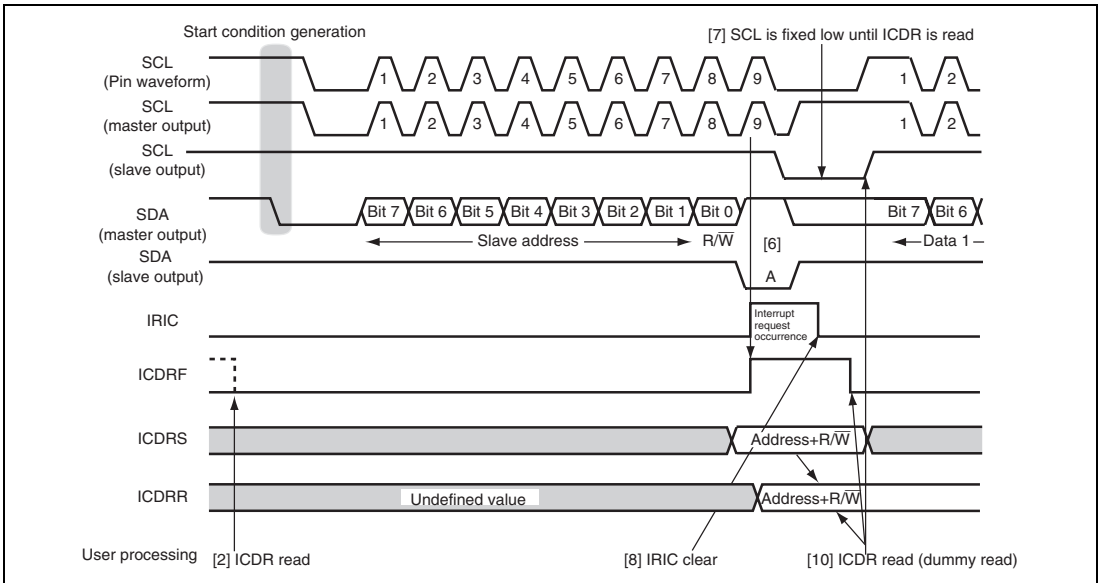 Start condition generation
[7] SCL is fixed low until ICDR is read
SCL
(Pin waveform)
1 2 3 4 5 6 7 8 9 1 2
SCL
(master output)
1 2 3 4 5 6 7 8 9 1 2
SCL
(slave output)
SDA
(master output)
Bit 7 Bit 6 Bit 5 Bit 4 Bit 3 Bit 2 Bit 1 Bit 0 Bit 7 Bit 6
Slave address R/W̅ [6] Data 1
SDA
(slave output)
A
IRIC
Interrupt
request
occurrence
ICDRF
ICDRS
Address+R/W̅
ICDRR
Undefined value
Address+R/W̅
User processing
[2] ICDR read
[8] IRIC clear
[10] ICDR read (dummy read)